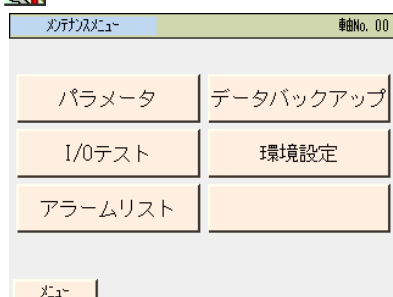 メンテナンスメニュー 軸No. 00
パラメータ データバックアップ
I/Oテスト 環境設定
アラームリスト
メニュー